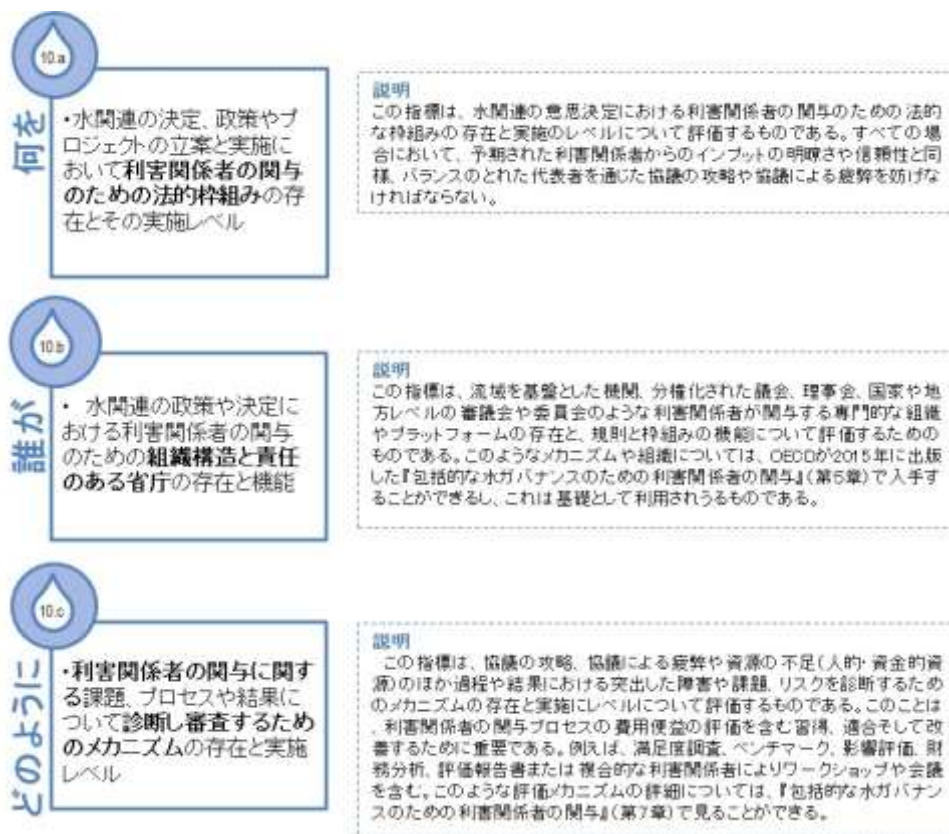 10.a
何を
・水関連の決定、政策やプ
ロジェクトの立案と実施に
おいて利害関係者の関与
のための法的枠組みの存
在とその実施レベル
説明
この指標は、水関連の意思決定における利害関係者の関与のための法的
な枠組みの存在と実施のレベルについて評価するものである。すべての場
合において、予期された利害関係者からのインプットの明瞭さや信頼性と同
様、バランスのとれた代表者を通じた協議の攻略や協議による疲弊を妨げな
ければならない。
10.b
誰が
・ 水関連の政策や決定に
おける利害関係者の関与
のための組織構造と責任
のある省庁の存在と機能
説明
この指標は、流域を基盤とした機関、分権化された議会、理事会、国家や地
方レベルの審議会や委員会のような利害関係者が関与する専門的な組織
やプラットフォームの存在と、規則と枠組みの機能について評価するための
ものである。このようなメカニズムや組織については、OECDが2015年に出版
した『包括的な水ガバナンスのための利害関係者の関与』(第5章)で入手す
ることができるし、これは基礎として利用されうるものである。
10.c
どのように
・利害関係者の関与に関す
る課題、プロセスや結果に
ついて診断し審査するため
のメカニズムの存在と実施
レベル
説明
この指標は、協議の攻略、協議による疲弊や資源の不足(人的・資金的資
源)のほか過程や結果における突出した障害や課題、リスクを診断するため
のメカニズムの存在と実施にレベルについて評価するものである。このことは
、利害関係者の関与プロセスの費用便益の評価を含む習得、適合そして改
善するために重要である。例えば、満足度調査、ベンチマーク、影響評価、財
務分析、評価報告書または複合的な利害関係者によりワークショップや会議
を含む。このような評価メカニズムの詳細については、『包括的な水ガバナン
スのための利害関係者の関与』(第7章)で見ることができる。